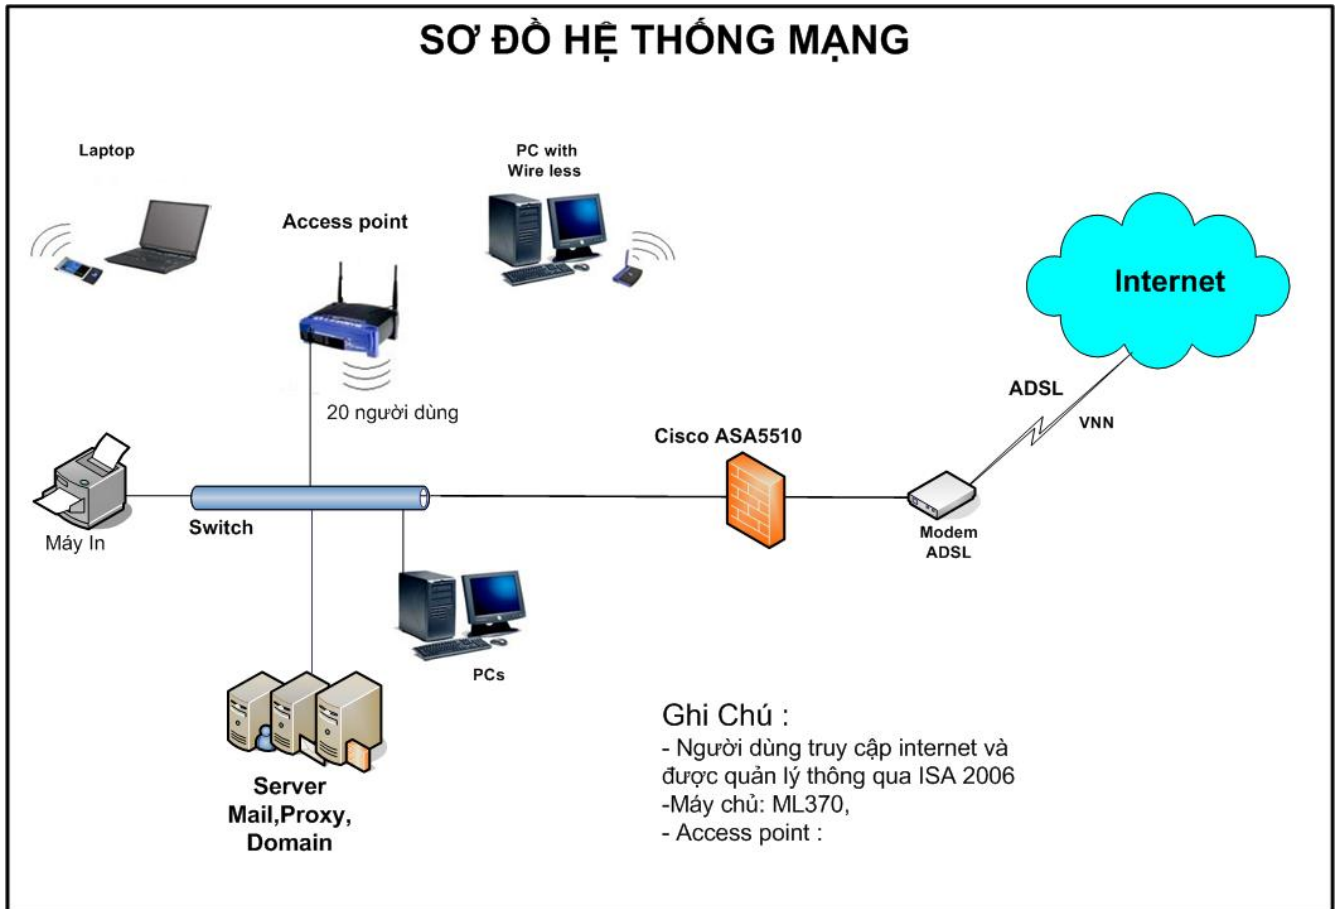 SƠ ĐỒ HỆ THỐNG MẠNG
Laptop
PC with
Wire less
Access point
Internet
20 người dùng
ADSL
VNN
Cisco ASA5510
Switch
Máy In
Modem
ADSL
PCs
Server
Mail,Proxy,
Domain
Ghi Chú :
- Người dùng truy cập internet và
được quản lý thông qua ISA 2006
-Máy chủ: ML370,
- Access point :